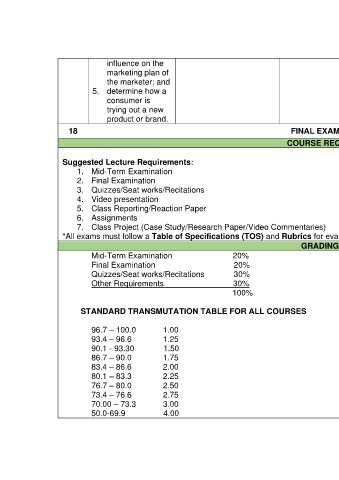 influence on the
marketing plan of
the marketer; and
5. determine how a
consumer is
trying out a new
product or brand.
18 FINAL EXAM
COURSE REQ
Suggested Lecture Requirements:
1. Mid-Term Examination
2. Final Examination
3. Quizzes/Seat works/Recitations
4. Video presentation
5. Class Reporting/Reaction Paper
6. Assignments
7. Class Project (Case Study/Research Paper/Video Commentaries)
*All exams must follow a Table of Specifications (TOS) and Rubrics for eva
GRADING
Mid-Term Examination 20%
Final Examination 20%
Quizzes/Seat works/Recitations 30%
Other Requirements 30%
100%
STANDARD TRANSMUTATION TABLE FOR ALL COURSES
96.7 – 100.0 1.00
93.4 – 96.6 1.25
90.1 - 93.30 1.50
86.7 – 90.0 1.75
83.4 – 86.6 2.00
80.1 – 83.3 2.25
76.7 – 80.0 2.50
73.4 – 76.6 2.75
70.00 – 73.3 3.00
50.0-69.9 4.00